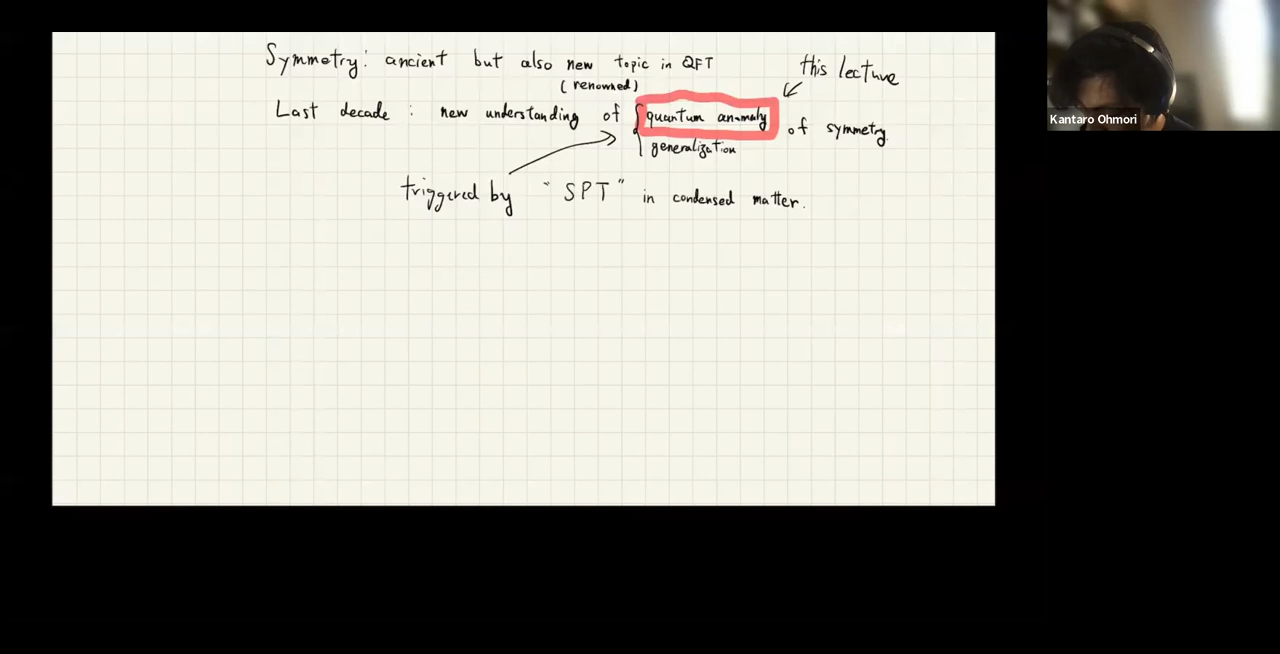 Symmetry: ancient but also new topic in QFT
this lecture
(renowned)
Last decade : new understanding of { quantum anomaly of symmetry.
generalization
triggered by "SPT" in condensed matter.
Kantaro Ohmori